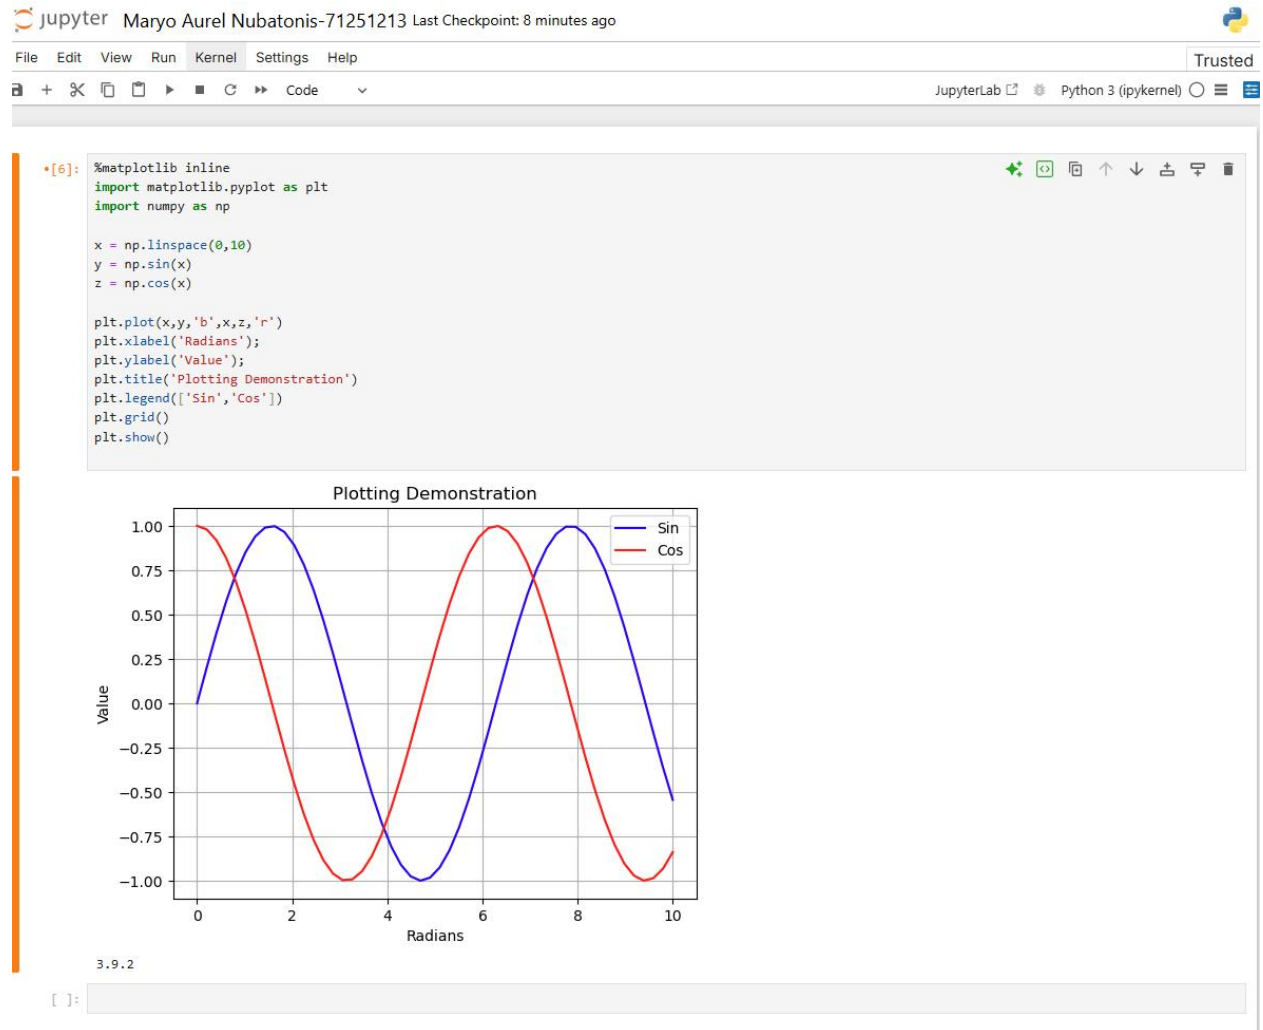 jupyter Maryo Aurel Nubatonis-71251213 Last Checkpoint: 8 minutes ago
File Edit View Run Kernel Settings Help
Trusted
Code
JupyterLab Python 3 (ipykernel)
•[6]:
%matplotlib inline
import matplotlib.pyplot as plt
import numpy as np
x = np.linspace(0,10)
y = np.sin(x)
z = np.cos(x)
plt.plot(x,y,'b',x,z,'r')
plt.xlabel('Radians');
plt.ylabel('Value');
plt.title('Plotting Demonstration')
plt.legend(['Sin','Cos'])
plt.grid()
plt.show()
Plotting Demonstration
Sin
Cos
1.00
0.75
0.50
0.25
0.00
−0.25
−0.50
−0.75
−1.00
Value
0 2 4 6 8 10
Radians
3.9.2
[ ]: